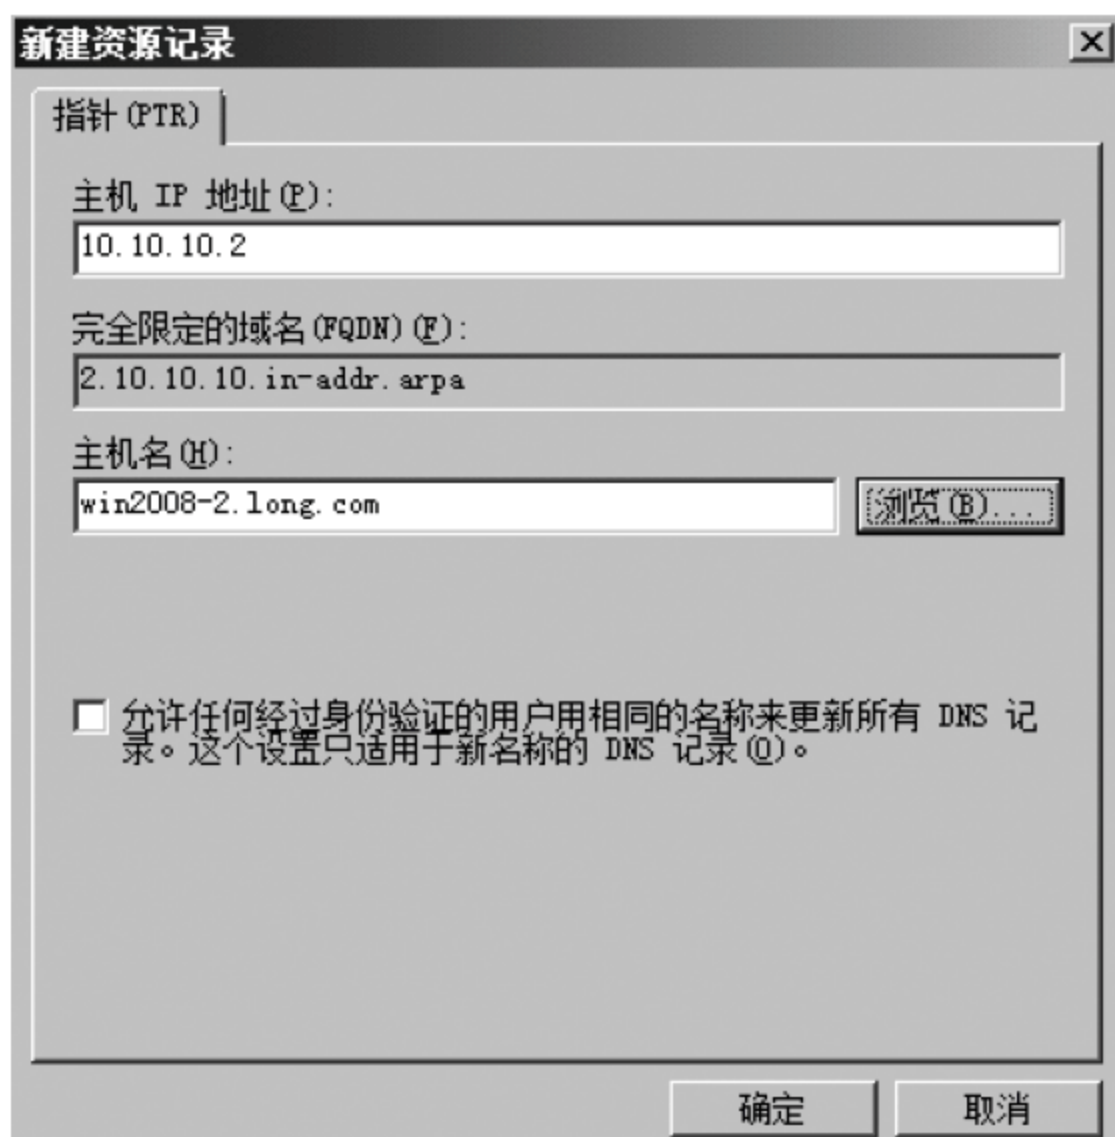 新建资源记录
指针(PTR)
主机 IP 地址(P):
10.10.10.2
完全限定的域名(FQDN)(F):
2.10.10.10.in-addr.arpa
主机名(H):
win2008-2.long.com
浏览(B)...
允许任何经过身份验证的用户用相同的名称来更新所有 DNS 记
录。这个设置只适用于新名称的 DNS 记录(O)。
确定
取消